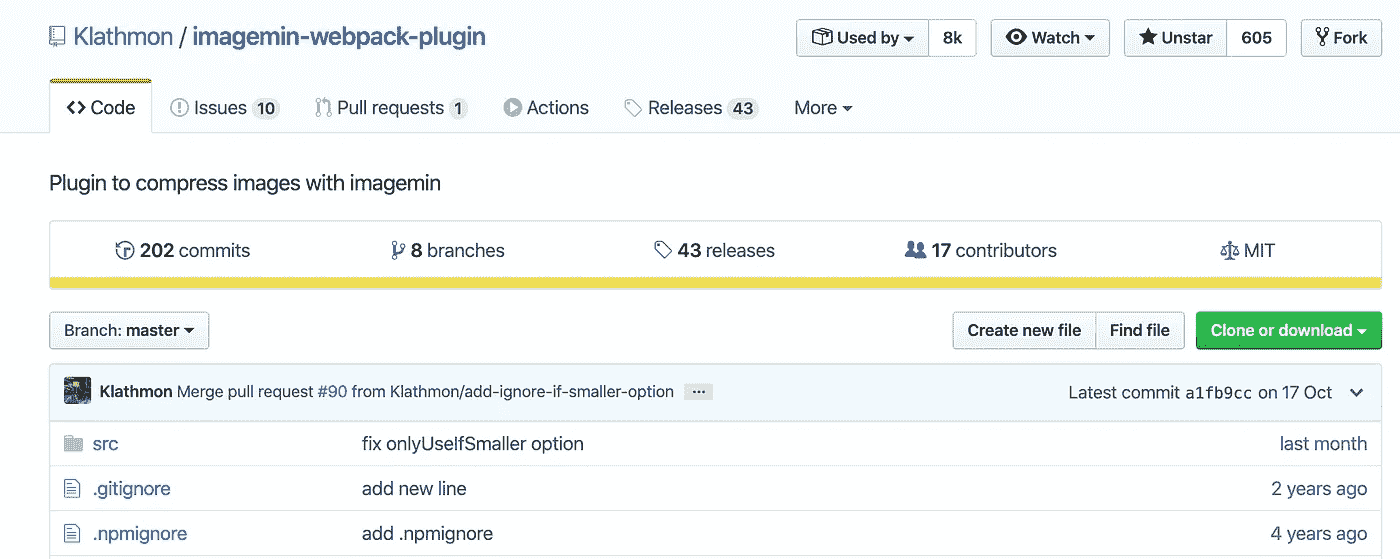 Klathmon / imagemin-webpack-plugin Used by 8k Watch Unstar 605 Fork
Code Issues 10 Pull requests 1 Actions Releases 43 More
Plugin to compress images with imagemin
202 commits 8 branches 43 releases 17 contributors MIT
Branch: master Create new file Find file Clone or download
Klathmon Merge pull request #90 from Klathmon/add-ignore-if-smaller-option ... Latest commit a1fb9cc on 17 Oct
src fix onlyUseIfSmaller option last month
.gitignore add new line 2 years ago
.npmignore add .npmignore 4 years ago